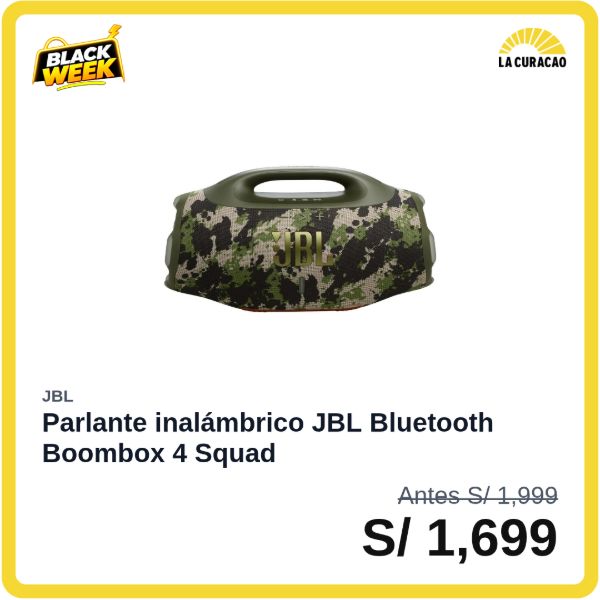 BLACK
WEEK
LA CURACAO
JBL
JBL
Parlante inalámbrico JBL Bluetooth
Boombox 4 Squad
Antes S/ 1,999
S/ 1,699